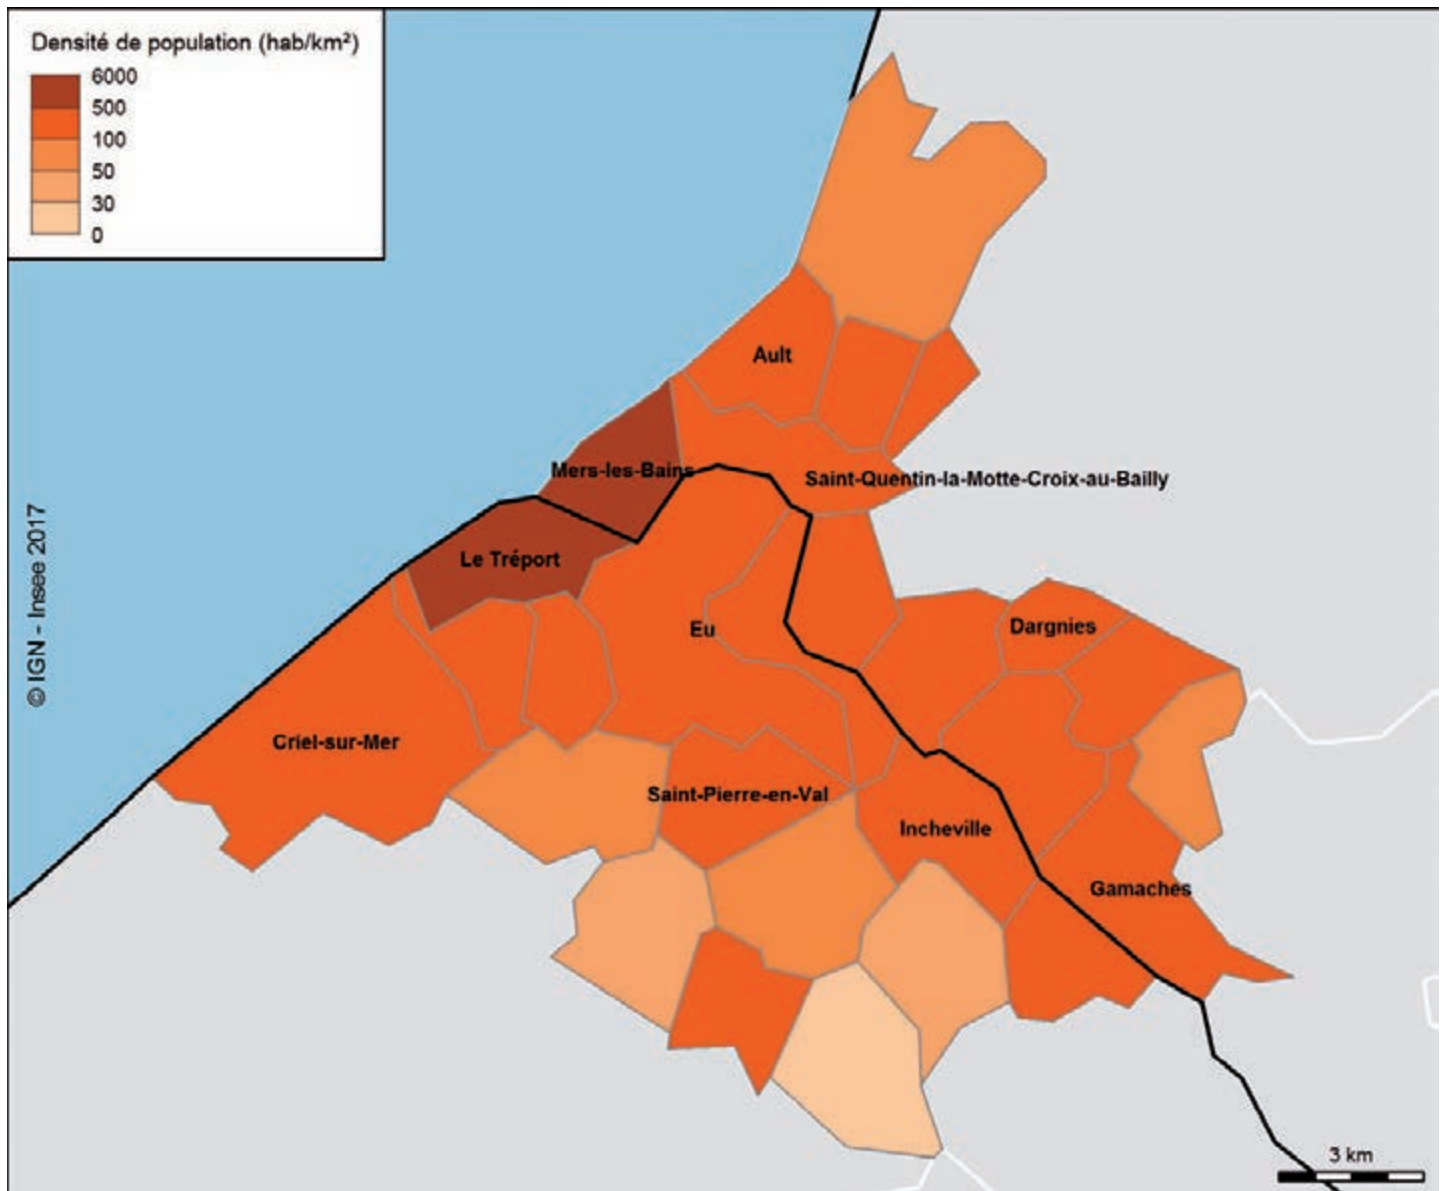 Densité de population (hab/km²)
6000
500
100
50
30
0
Ault
Mers-les-Bains
Saint-Quentin-la-Motte-Croix-au-Bailly
Le Tréport
© IGN - Insee 2017
Eu
Dargnies
Criel-sur-Mer
Saint-Pierre-en-Val
Incheville
Gamaches
3 km